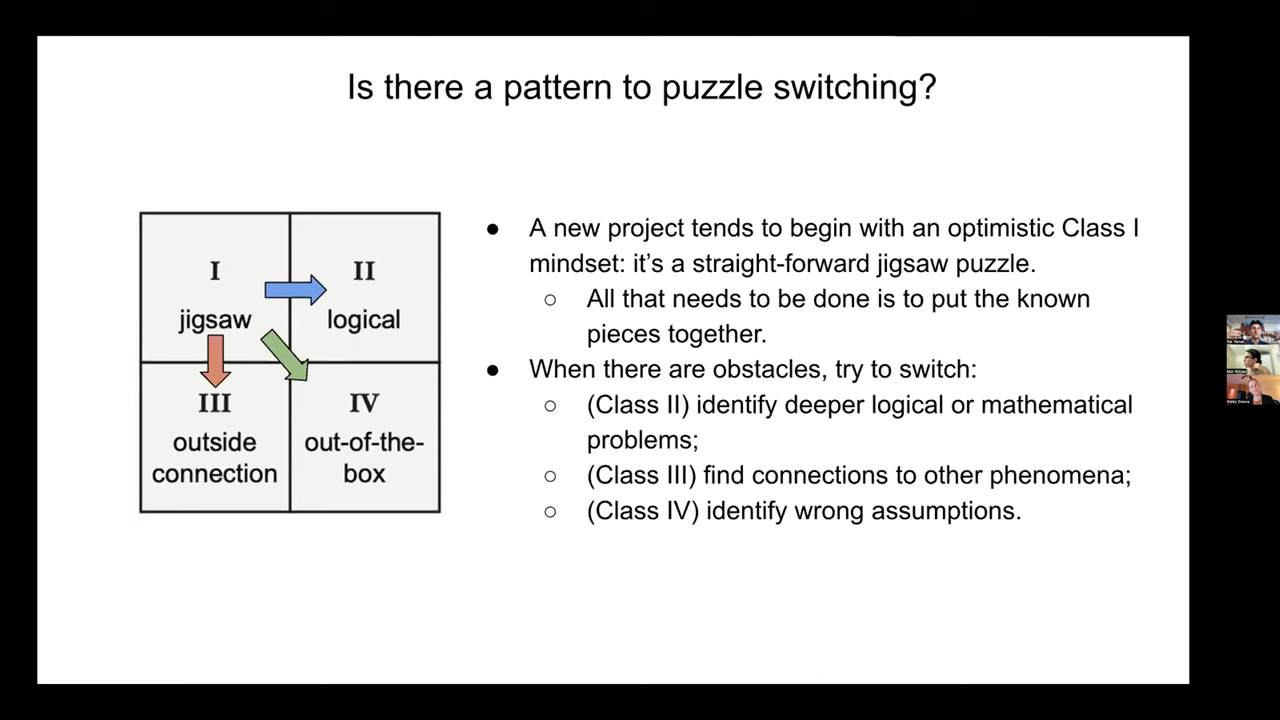 Is there a pattern to puzzle switching?
I
jigsaw
II
logical
III
outside
connection
IV
out-of-the-
box
● A new project tends to begin with an optimistic Class I
mindset: it’s a straight-forward jigsaw puzzle.
○ All that needs to be done is to put the known
pieces together.
● When there are obstacles, try to switch:
○ (Class II) identify deeper logical or mathematical
problems;
○ (Class III) find connections to other phenomena;
○ (Class IV) identify wrong assumptions.